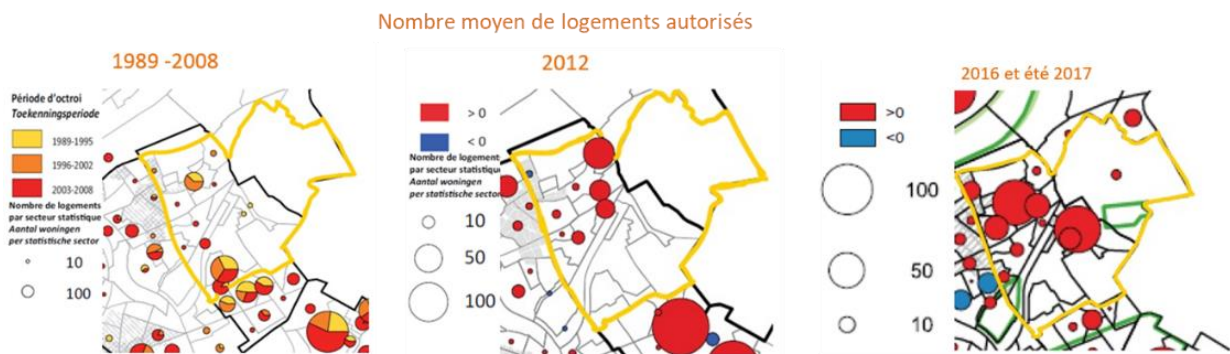 Nombre moyen de logements autorisés
1989 -2008
Période d'octroi
Toekenningsperiode
1989-1995
1996-2002
2003-2008
Nombre de logements
par secteur statistique
Aantal woningen
per statistische sector
10
100
2012
> 0
< 0
Nombre de logements
par secteur statistique
Aantal woningen
per statistische sector
10
50
100
2016 et été 2017
>0
<0
100
50
10